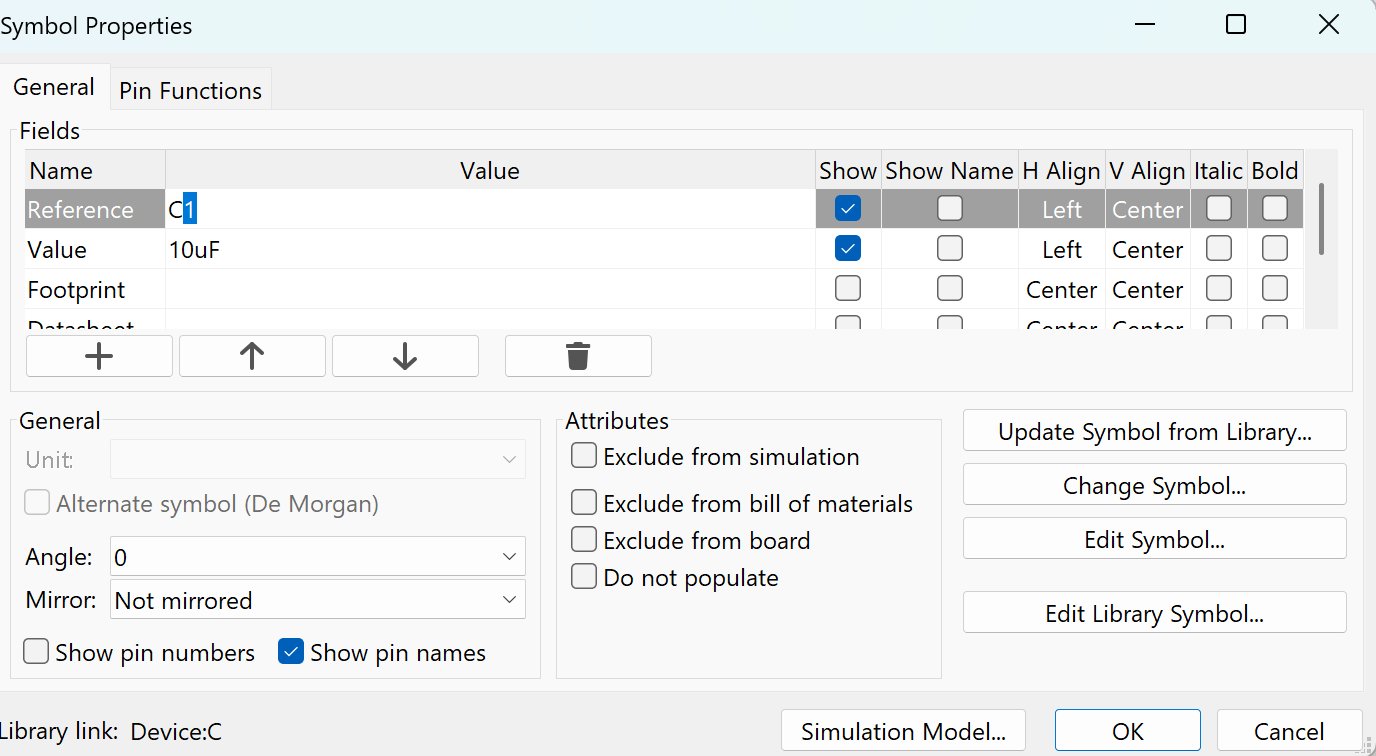 Symbol Properties
General Pin Functions
Fields
Name Value Show Show Name H Align V Align Italic Bold
Reference C1 Left Center
Value 10uF Left Center
Footprint Center Center
Datasheet Center Center
General
Unit:
Alternate symbol (De Morgan)
Angle: 0
Mirror: Not mirrored
Show pin numbers Show pin names
Attributes
Exclude from simulation
Exclude from bill of materials
Exclude from board
Do not populate
Update Symbol from Library...
Change Symbol...
Edit Symbol...
Edit Library Symbol...
Library link: Device:C
Simulation Model... OK Cancel